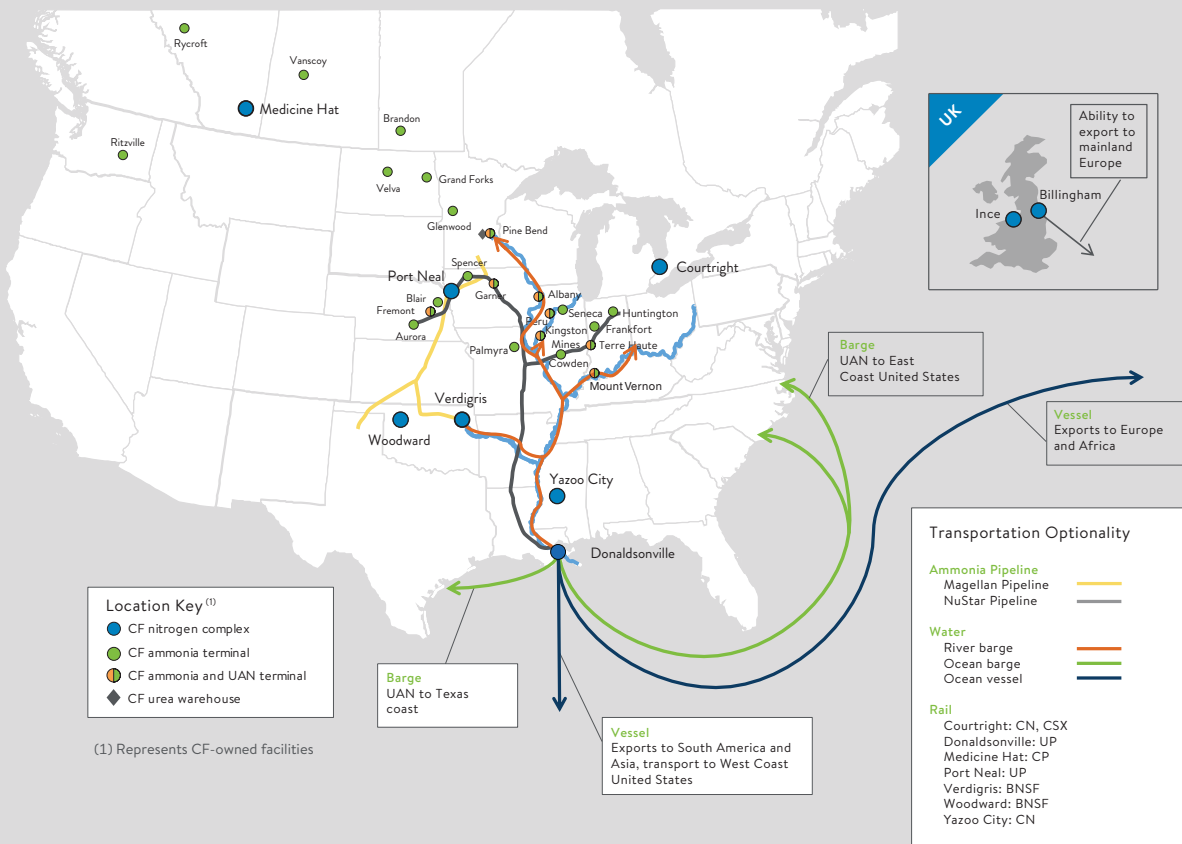 Rycroft
Vanscoy
Medicine Hat
Brandon
Ritzville
Velva
Grand Forks
Glenwood
Pine Bend
Spencer
Port Neal
Courtright
Garner
Albany
Blair
Fremont
Aurora
Peru
Seneca
Huntington
Kingston
Mines
Frankfort
Terre Haute
Palmyra
Cowden
Mount Vernon
Verdigris
Woodward
Yazoo City
Donaldsonville
UK
Ability to
export to
mainland
Europe
Billingham
Ince
Barge
UAN to East
Coast United States
Vessel
Exports to Europe
and Africa
Barge
UAN to Texas
coast
Vessel
Exports to South America and
Asia, transport to West Coast
United States
Location Key (1)
CF nitrogen complex
CF ammonia terminal
CF ammonia and UAN terminal
CF urea warehouse
(1) Represents CF-owned facilities
Transportation Optionality
Ammonia Pipeline
Magellan Pipeline
NuStar Pipeline
Water
River barge
Ocean barge
Ocean vessel
Rail
Courtright: CN, CSX
Donaldsonville: UP
Medicine Hat: CP
Port Neal: UP
Verdigris: BNSF
Woodward: BNSF
Yazoo City: CN